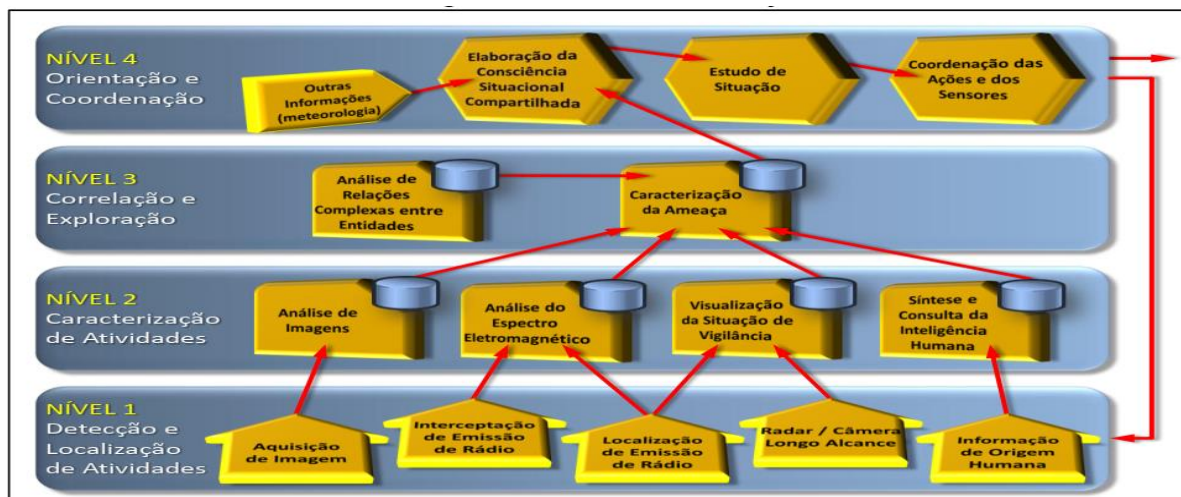 NÍVEL 4
Orientação e
Coordenação
Outras
Informações
(meteorologia)
Elaboração da
Consciência
Situacional
Compartilhada
Estudo de
Situação
Coordenação das
Ações e dos
Sensores
NÍVEL 3
Correlação e
Exploração
Análise de
Relações
Complexas entre
Entidades
Caracterização
da Ameaça
NÍVEL 2
Caracterização
de Atividades
Análise de
Imagens
Análise do
Espectro
Eletromagnético
Visualização
da Situação de
Vigilância
Síntese e
Consulta da
Inteligência
Humana
NÍVEL 1
Detecção e
Localização
de Atividades
Aquisição
de Imagem
Interceptação
de Emissão
de Rádio
Localização
de Emissão
de Rádio
Radar / Câmera
Longo Alcance
Informação
de Origem
Humana